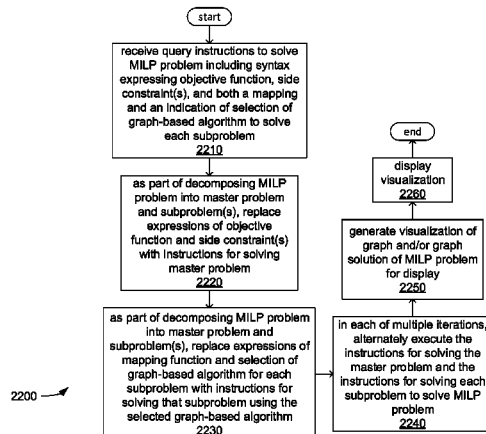 start
receive query instructions to solve
MILP problem including syntax
expressing objective function, side
constraint(s), and both a mapping
and an indication of selection of
graph-based algorithm to solve
each subproblem
2210
as part of decomposing MILP
problem into master problem
and subproblem(s), replace
expressions of objective
function and side constraint(s)
with instructions for solving
master problem
2220
as part of decomposing MILP problem
into master problem and
subproblem(s), replace expressions of
mapping function and selection of
graph-based algorithm for each
subproblem with instructions for
solving that subproblem using the
selected graph-based algorithm
2230
in each of multiple iterations,
alternately execute the
instructions for solving the
master problem and the
instructions for solving each
subproblem to solve MILP
problem
2240
generate visualization of
graph and/or graph
solution of MILP problem
for display
2250
display
visualization
2260
end
2200